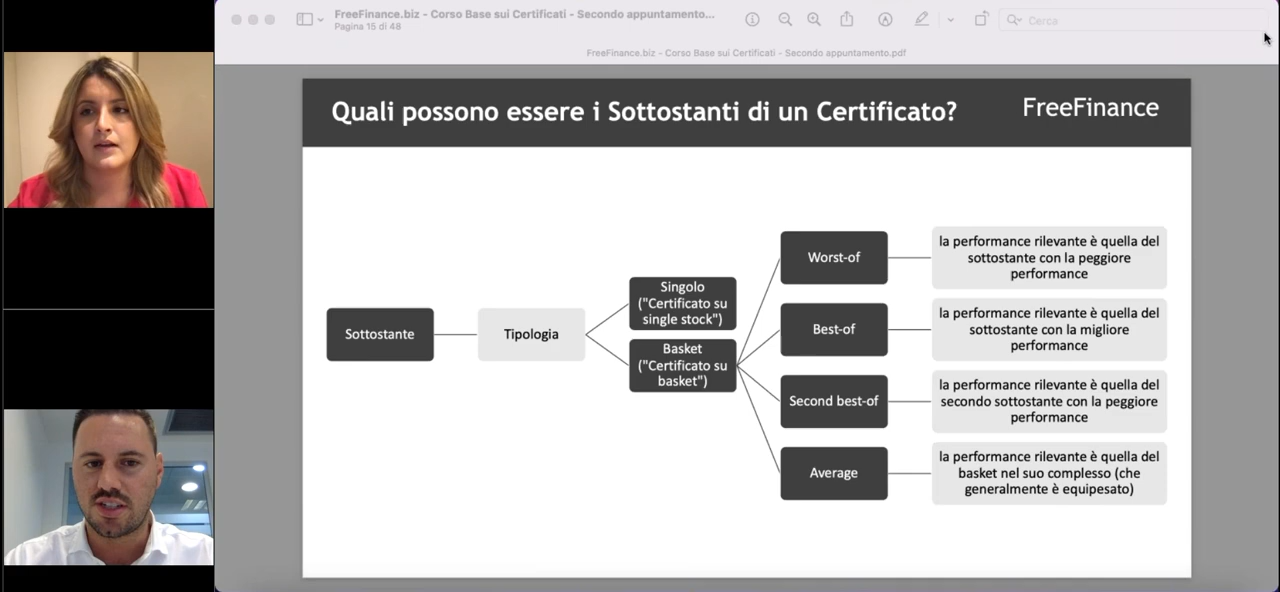 FreeFinance.biz - Corso Base sui Certificati - Secondo appuntamento...
Pagina 15 di 48
Cerca
FreeFinance.biz - Corso Base sui Certificati - Secondo appuntamento.pdf
Quali possono essere i Sottostanti di un Certificato?
FreeFinance
Sottostante
Tipologia
Singolo
("Certificato su
single stock")
Basket
("Certificato su
basket")
Worst-of
la performance rilevante è quella del
sottostante con la peggiore
performance
Best-of
la performance rilevante è quella del
sottostante con la migliore
performance
Second best-of
la performance rilevante è quella del
secondo sottostante con la peggiore
performance
Average
la performance rilevante è quella del
basket nel suo complesso (che
generalmente è equipesato)